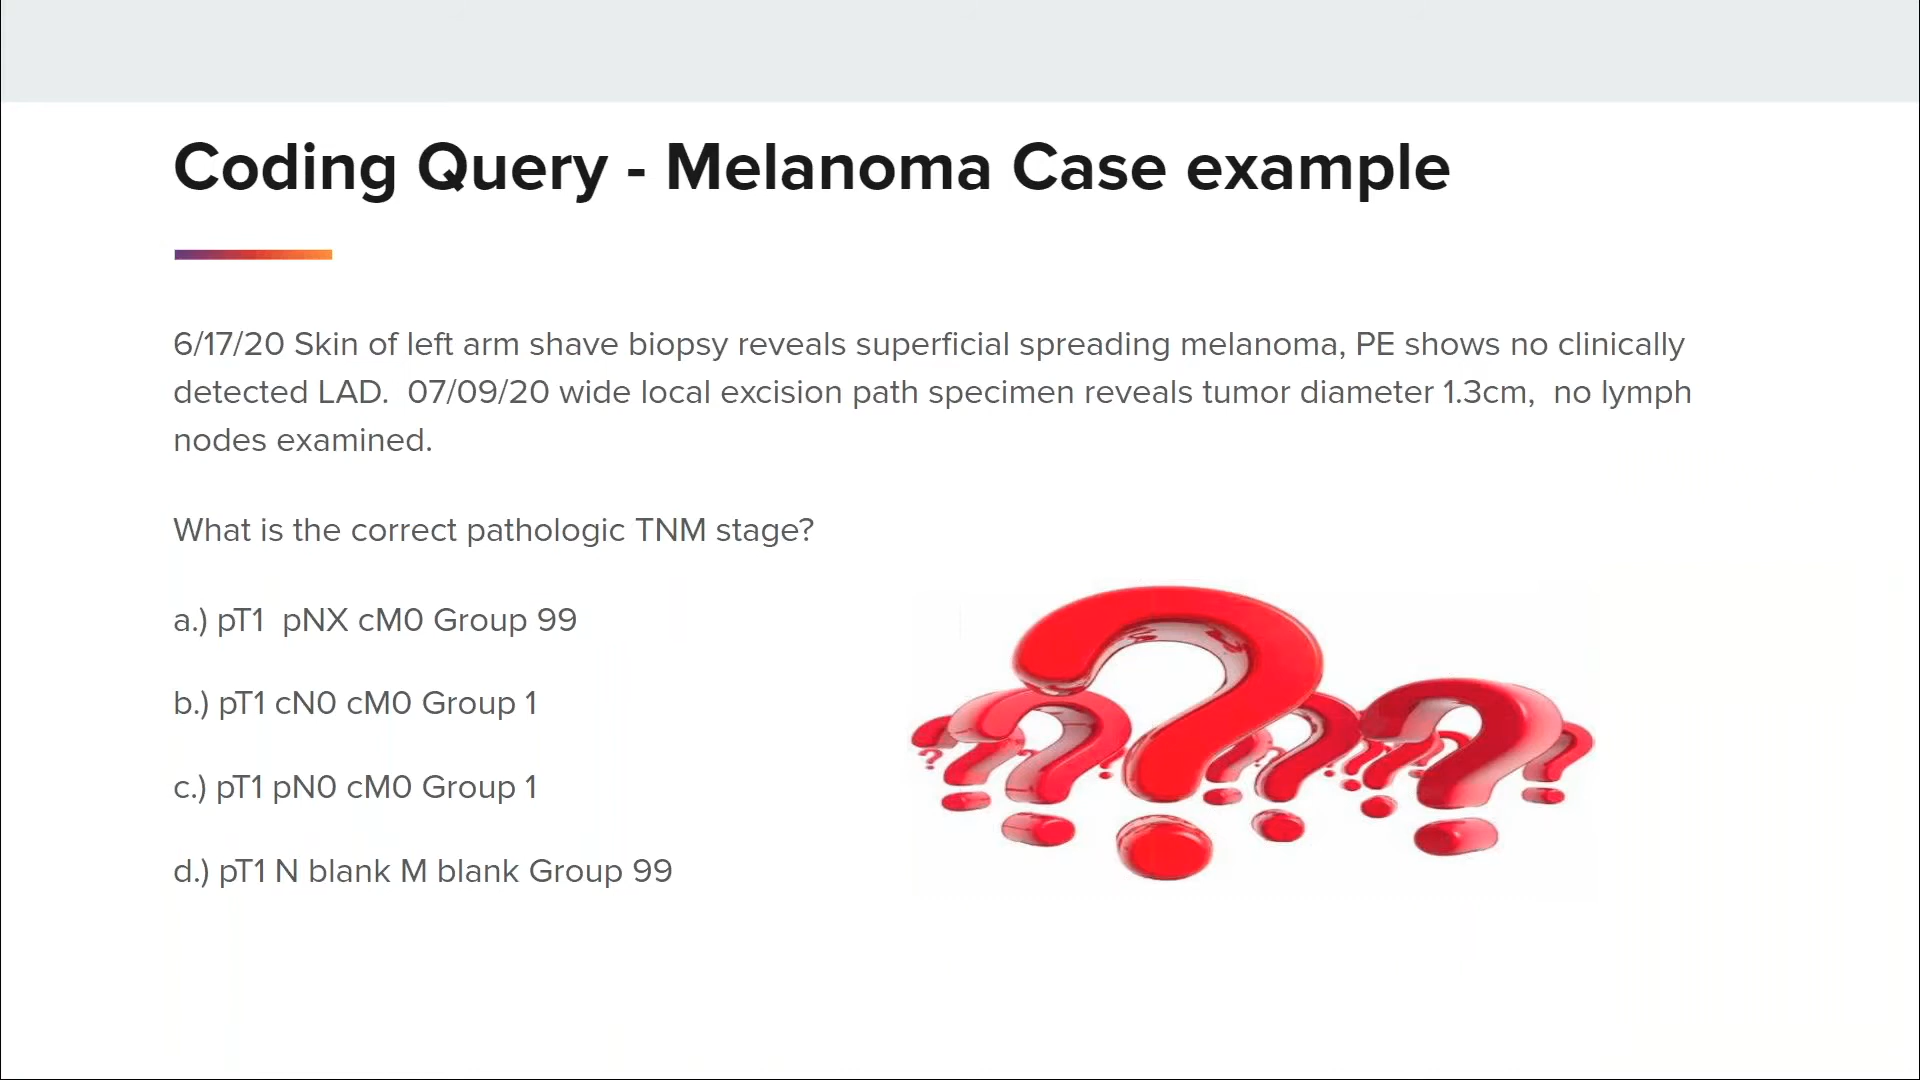 Coding Query - Melanoma Case example
6/17/20 Skin of left arm shave biopsy reveals superficial spreading melanoma, PE shows no clinically
detected LAD.  07/09/20 wide local excision path specimen reveals tumor diameter 1.3cm,  no lymph
nodes examined.
What is the correct pathologic TNM stage?
a.) pT1  pNX cM0 Group 99
b.) pT1 cN0 cM0 Group 1
c.) pT1 pN0 cM0 Group 1
d.) pT1 N blank M blank Group 99